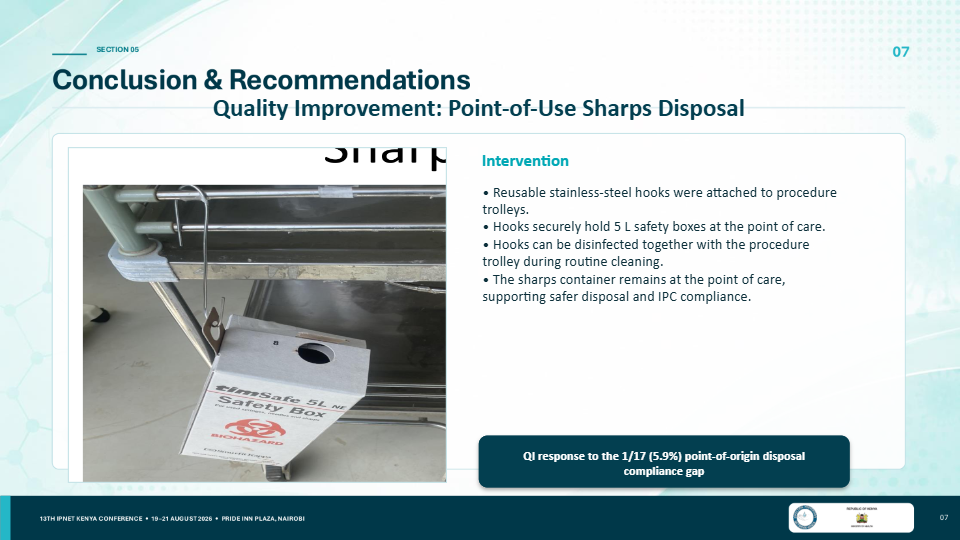 SECTION 05
07
Conclusion & Recommendations
Quality Improvement: Point-of-Use Sharps Disposal
Sharp
Intervention
• Reusable stainless-steel hooks were attached to procedure
trolleys.
• Hooks securely hold 5 L safety boxes at the point of care.
• Hooks can be disinfected together with the procedure
trolley during routine cleaning.
• The sharps container remains at the point of care,
supporting safer disposal and IPC compliance.
timSafe 5L
Safety Box
BIOHAZARD
QI response to the 1/17 (5.9%) point-of-origin disposal
compliance gap
13TH IPNET KENYA CONFERENCE • 19–21 AUGUST 2026 • PRIDE INN PLAZA, NAIROBI
REPUBLIC OF KENYA
07